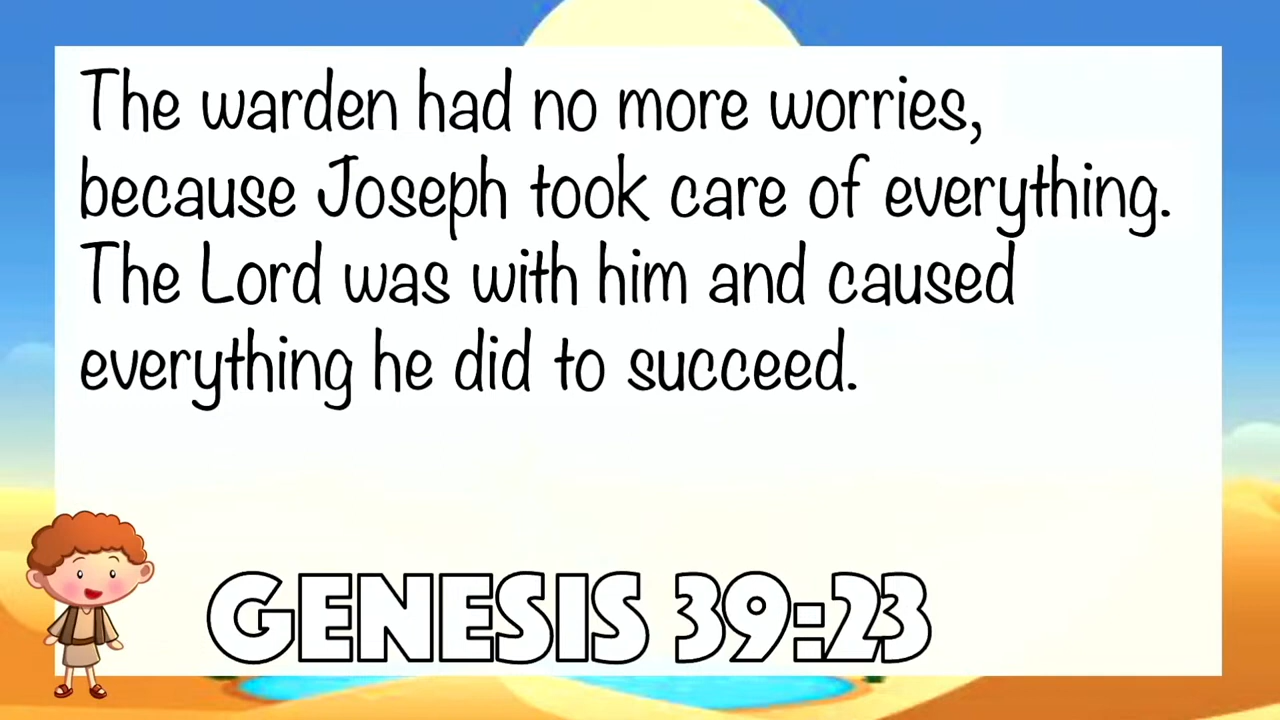 The warden had no more worries,
because Joseph took care of everything.
The Lord was with him and caused
everything he did to succeed.
GENESIS 39:23